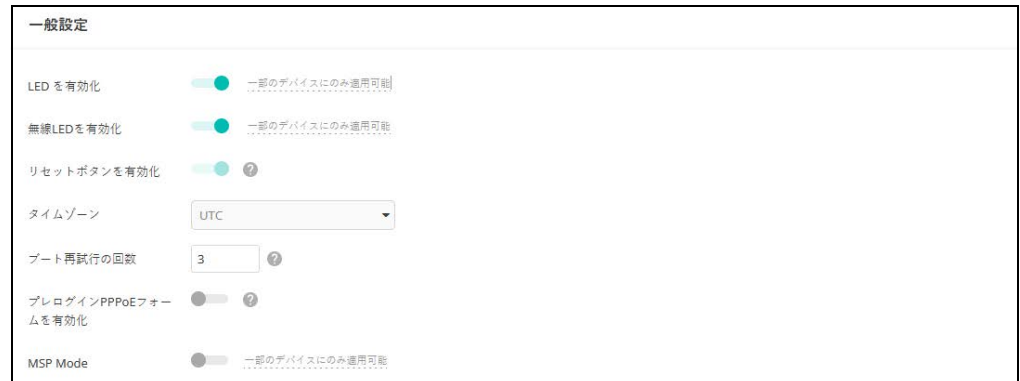 一般設定
LED を有効化 一部のデバイスにのみ適用可能
無線LEDを有効化 一部のデバイスにのみ適用可能
リセットボタンを有効化 ?
タイムゾーン UTC
ブート再試行の回数 3 ?
プレログインPPPoEフォー ?
ムを有効化
MSP Mode 一部のデバイスにのみ適用可能